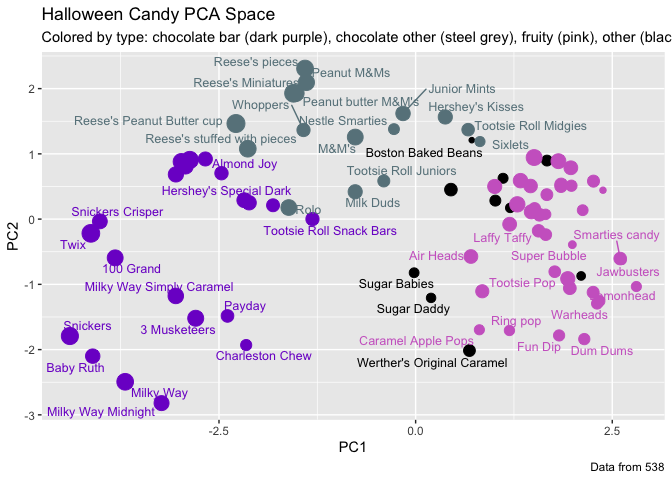 Halloween Candy PCA Space
Colored by type: chocolate bar (dark purple), chocolate other (steel grey), fruity (pink), other (blac
Reese's pieces
Peanut M&Ms
Reese's Miniatures
Junior Mints
Peanut butter M&M's
Whoppers
Hershey's Kisses
Reese's Peanut Butter cup
Nestle Smarties
Tootsie Roll Midgies
Reese's stuffed with pieces
Sixlets
M&M's
Boston Baked Beans
Almond Joy
Tootsie Roll Juniors
Hershey's Special Dark
Milk Duds
Rolo
Snickers Crisper
Tootsie Roll Snack Bars
Laffy Taffy
Smarties candy
Twix
Air Heads
Super Bubble
100 Grand
Jawbusters
Milky Way Simply Caramel
Sugar Babies
Tootsie Pop
monhead
Payday
Sugar Daddy
Warheads
Snickers
3 Musketeers
Ring pop
Caramel Apple Pops
Fun Dip
Dum Dums
Baby Ruth
Charleston Chew
Werther's Original Caramel
Milky Way
Milky Way Midnight
PC2
2
1
0
-1
-2
-3
-2.5
0.0
2.5
PC1
Data from 538